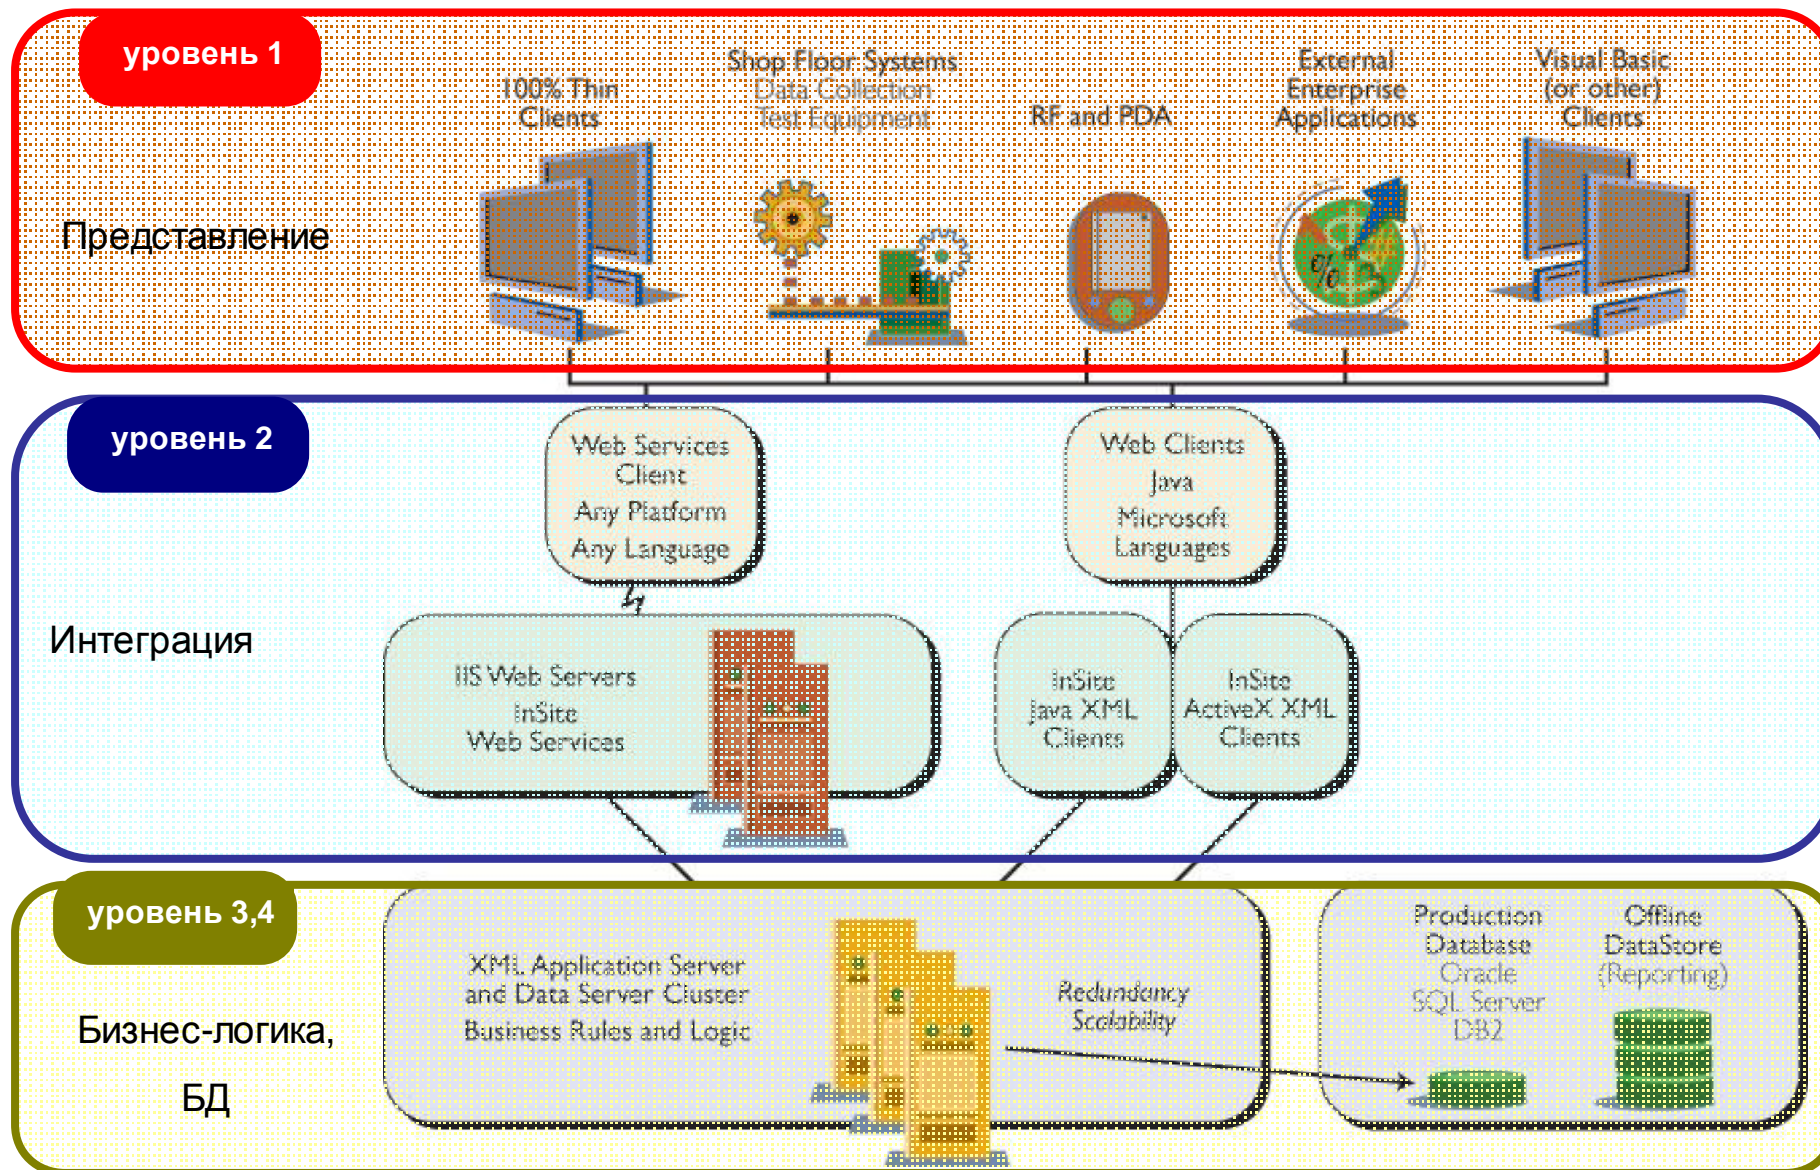 уровень 1
100% Thin
Clients
Shop Floor Systems
Data Collection
Test Equipment
RF and PDA
External
Enterprise
Applications
Visual Basic
(or other)
Clients
Представление
%
уровень 2
Web Services
Client
Any Platform
Any Language
Web Clients
Java
Microsoft
Languages
Интеграция
IIS Web Servers
InSite
Web Services
InSite
Java XML
Clients
InSite
ActiveX XML
Clients
уровень 3,4
Бизнес-логика,
БД
XML Application Server
and Data Server Cluster
Business Rules and Logic
Redundancy
Scalability
Production
Database
Oracle
SQL Server
DB2
Offline
DataStore
(Reporting)